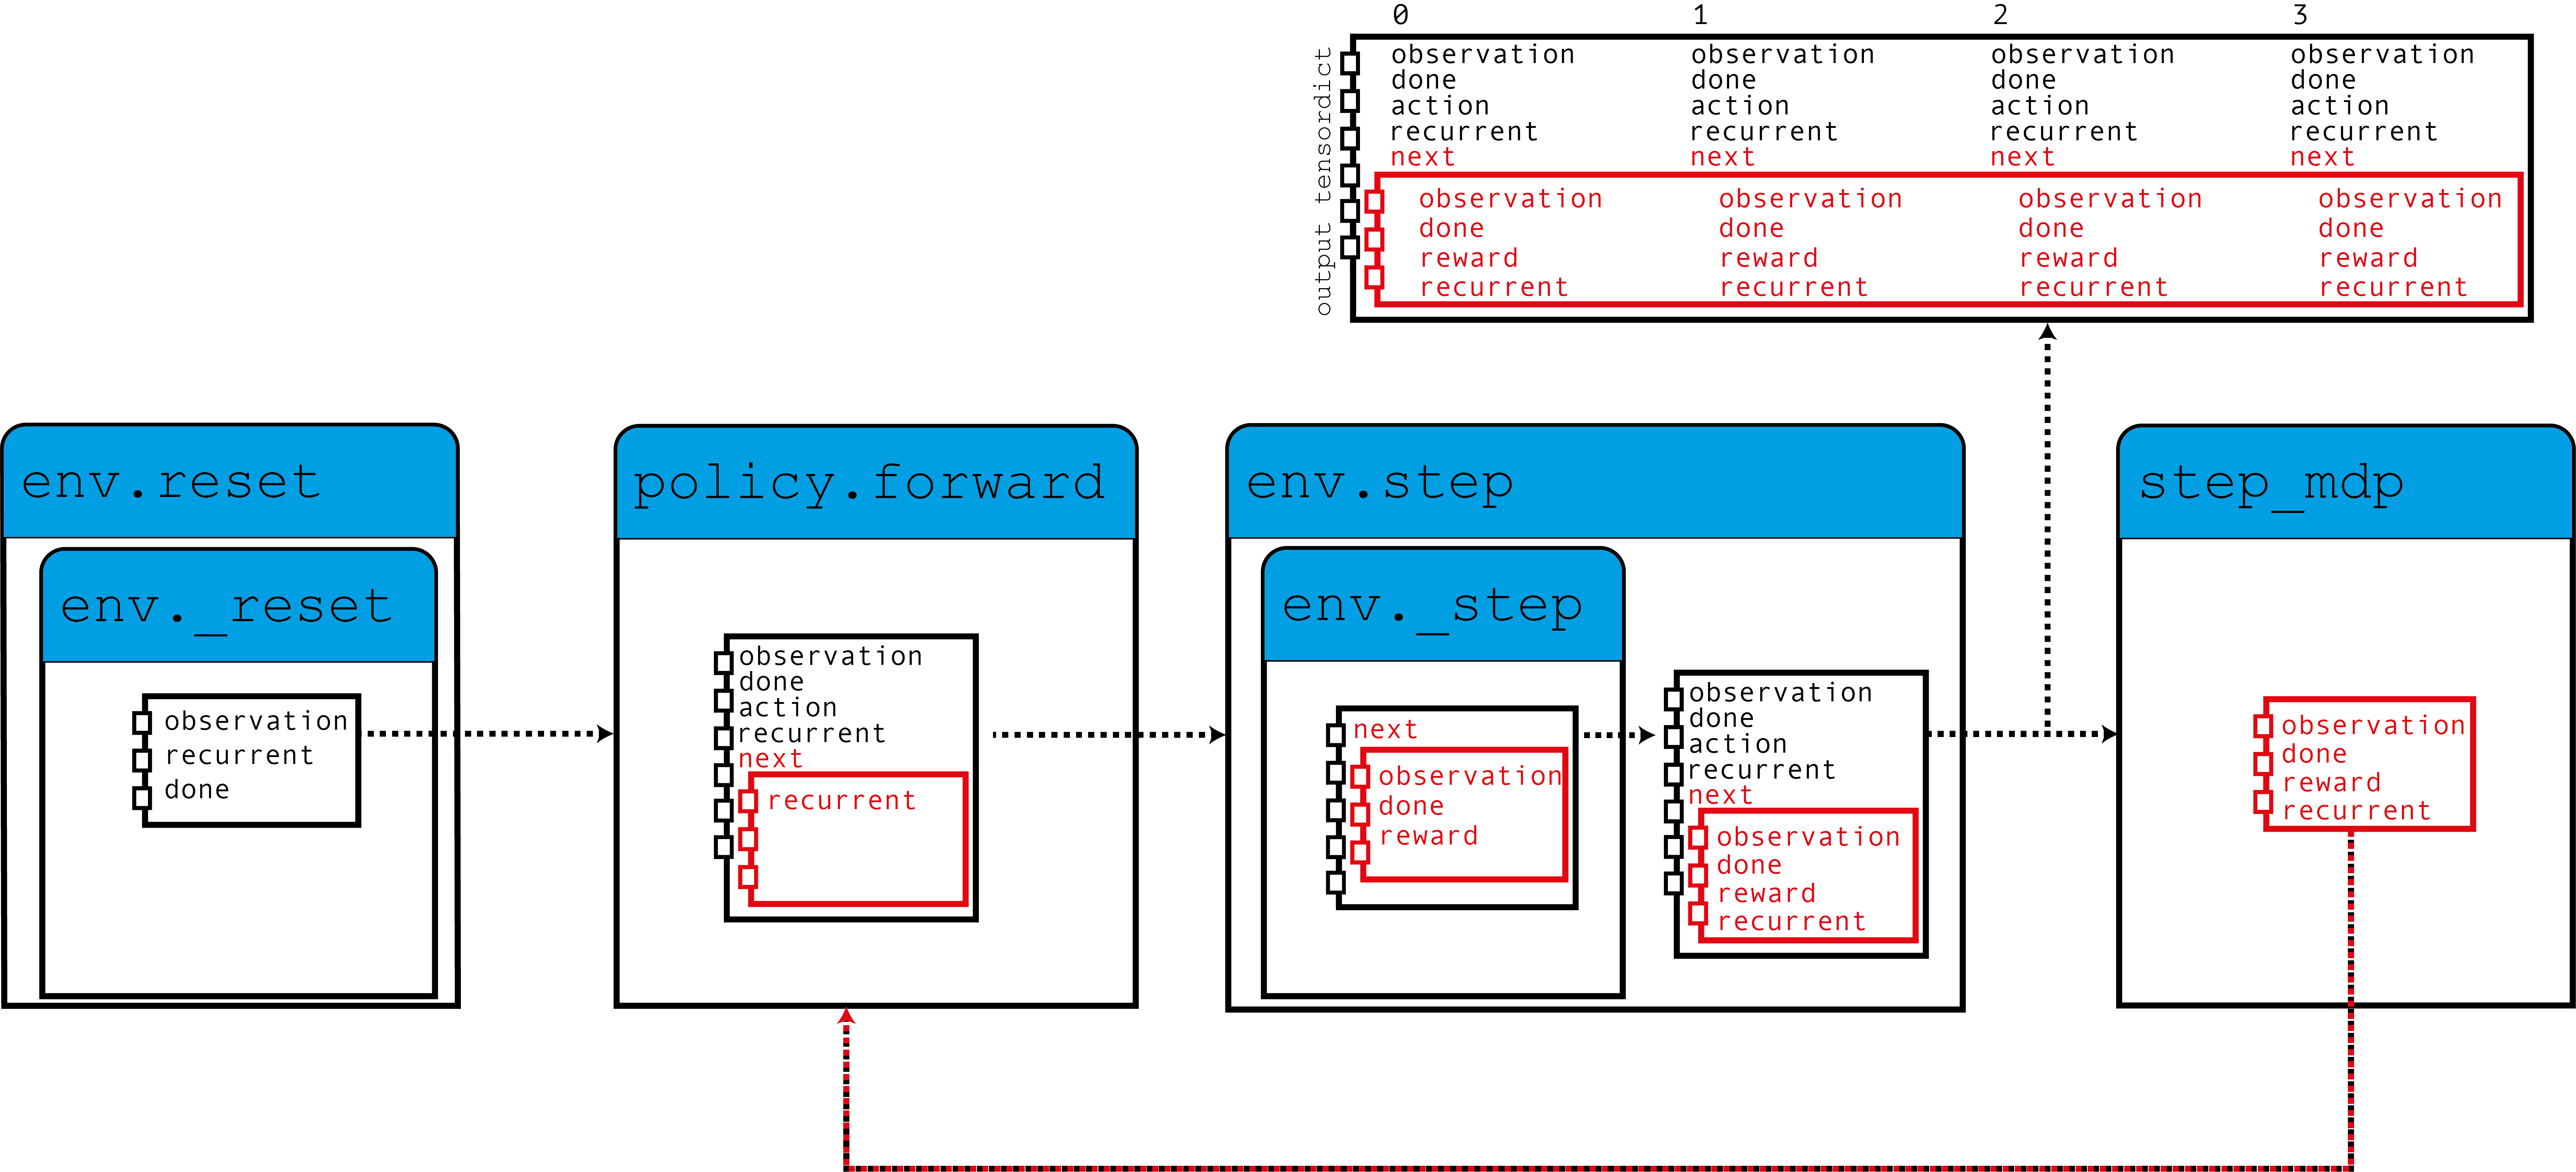 0 1 2 3
output tensordict
observation observation observation observation
done done done done
action action action action
recurrent recurrent recurrent recurrent
next next next next
observation observation observation observation
done done done done
reward reward reward reward
recurrent recurrent recurrent recurrent
env.reset
env._reset
observation
recurrent
done
policy.forward
observation
done
action
recurrent
next
recurrent
env.step
env._step
next
observation
done
reward
observation
done
action
recurrent
next
observation
done
reward
recurrent
step_mdp
observation
done
reward
recurrent